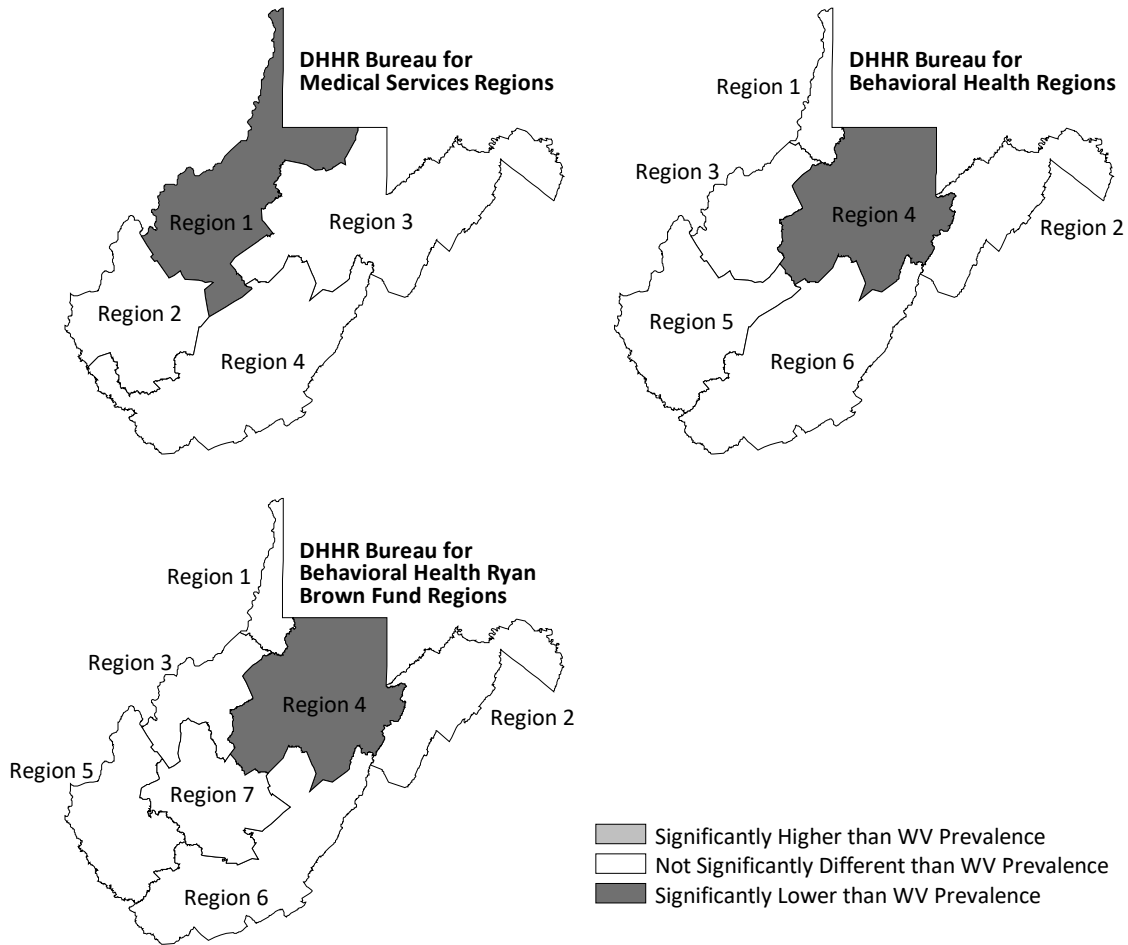 DHHR Bureau for
Medical Services Regions
Region 1
Region 3
Region 2
Region 4
DHHR Bureau for
Behavioral Health Regions
Region 1
Region 3
Region 4
Region 2
Region 5
Region 6
DHHR Bureau for
Behavioral Health Ryan
Brown Fund Regions
Region 1
Region 3
Region 4
Region 2
Region 5
Region 7
Region 6
Significantly Higher than WV Prevalence
Not Significantly Different than WV Prevalence
Significantly Lower than WV Prevalence